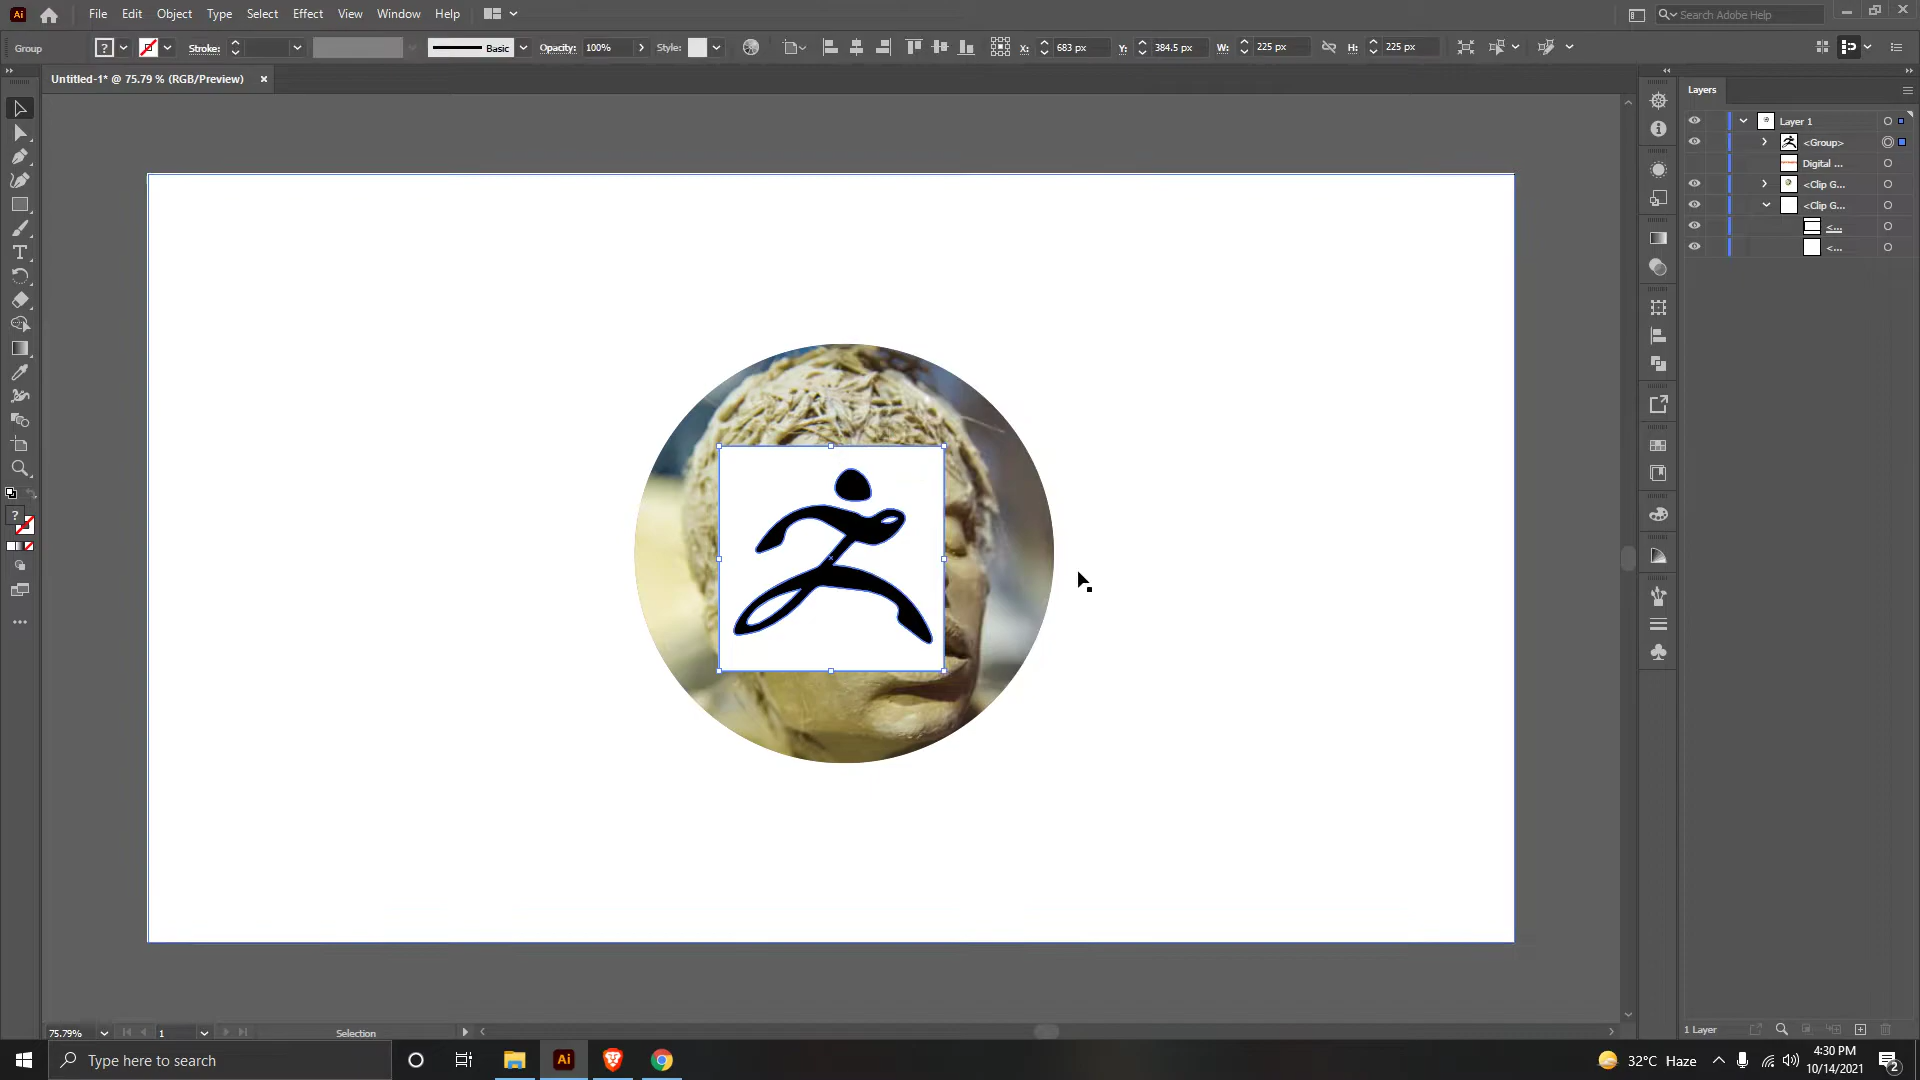 Ai File Edit Object Type Select Effect View Window Help Search Adobe Help
Group ? Stroke: Basic Opacity: 100% Style: X: 683 px Y: 384.5 px W: 225 px H: 225 px
Untitled-1* @ 75.79 % (RGB/Preview) ×
Layers
Layer 1
<Group>
Digital ...
<Clip G...
<Clip G...
<...
<...
?
75.79% 1 Selection
1 Layer
Type here to search
Ai
32°C Haze
4:30 PM
10/14/2021
2